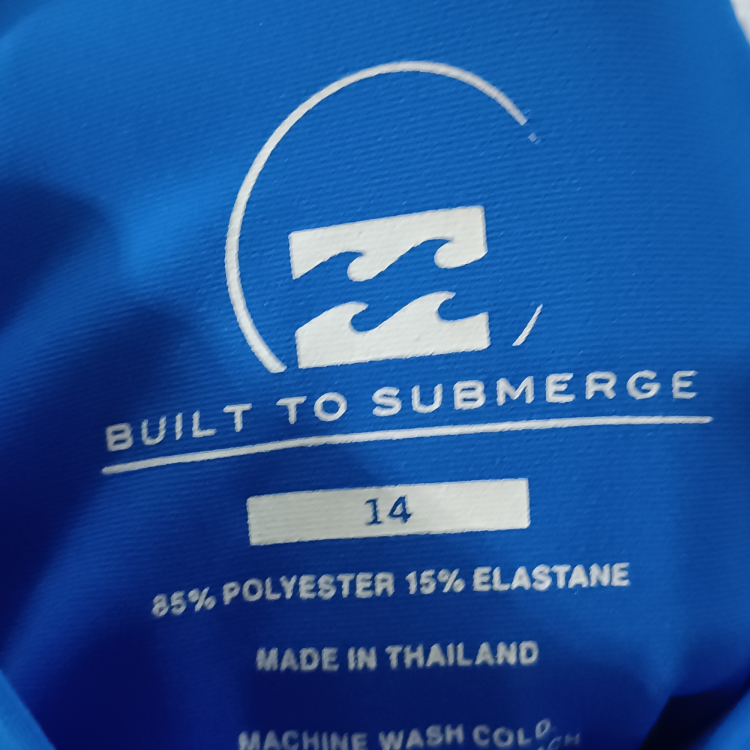 BUILT TO SUBMERGE
14
85% POLYESTER 15% ELASTANE
MADE IN THAILAND
MACHINE WASH COLD